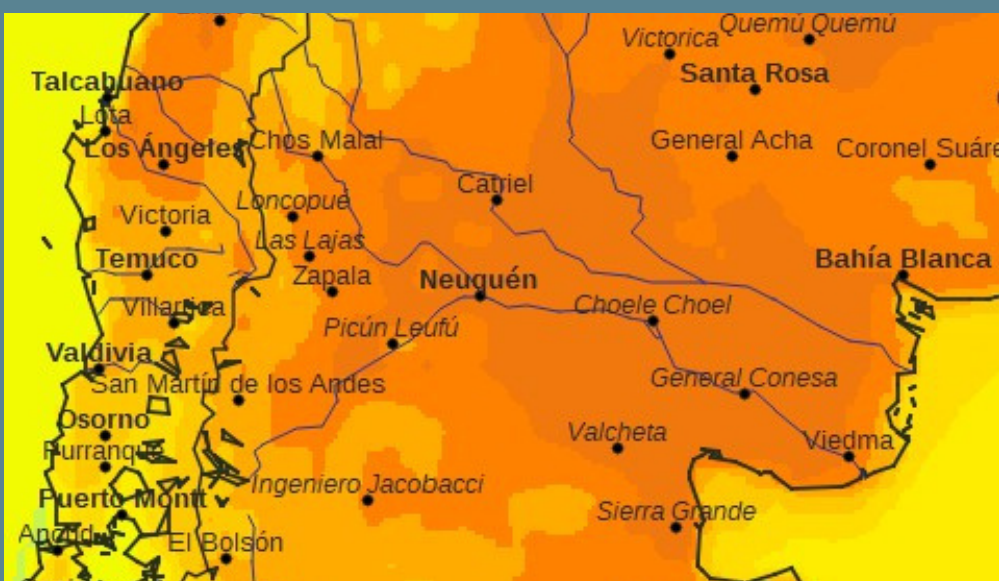 Quemú Quemú
Victorica
Santa Rosa
Talcahuano
Lota
Chos Malal
General Acha
Coronel Suáre
Los Ángeles
Catriel
Loncopué
Victoria
Las Lajas
Temuco
Bahía Blanca
Zapala
Neuquén
Villarrica
Choele Choel
Picún Leufú
Valdivia
San Martín de los Andes
General Conesa
Osorno
Valcheta
Viedma
Purranque
Ingeniero Jacobacci
Puerto Montt
Sierra Grande
Ancud
El Bolsón